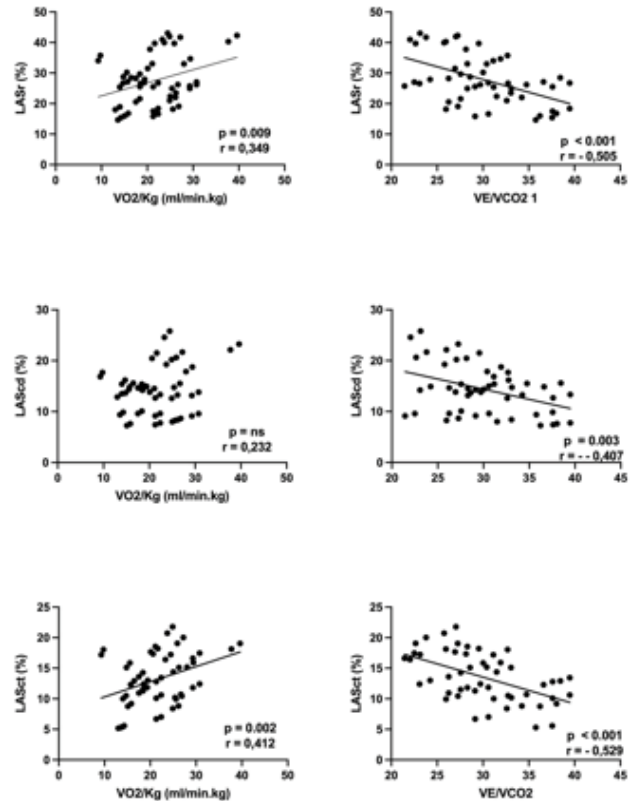 50
40
30
20
10
0
LASr (%)
p = 0.009
r = 0,349
0 10 20 30 40 50
VO2/Kg (ml/min.kg)
50
40
30
20
10
0
LASr (%)
p < 0.001
r = - 0,505
20 25 30 35 40 45
VE/VCO2 1
30
20
10
0
LAScd (%)
p = ns
r = 0,232
0 10 20 30 40 50
VO2/Kg (ml/min.kg)
30
20
10
0
LAScd (%)
p = 0.003
r = - - 0,407
20 25 30 35 40 45
25
20
15
10
5
0
LASct (%)
p = 0.002
r = 0,412
0 10 20 30 40 50
VO2/Kg (ml/min.kg)
25
20
15
10
5
0
LASct (%)
p < 0.001
r = - 0,529
20 25 30 35 40 45
VE/VCO2